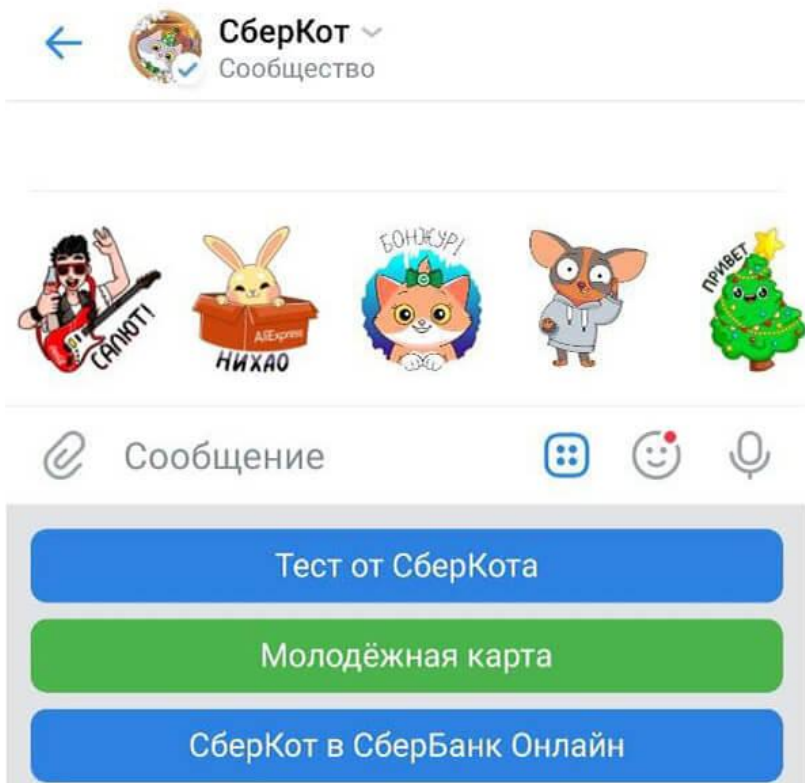 СберКот
Сообщество
САЛЮТ!
AliExpress
НИХАО
БОНЖУР!
ПРИВЕТ
Сообщение
Тест от СберКота
Молодёжная карта
СберКот в СберБанк Онлайн